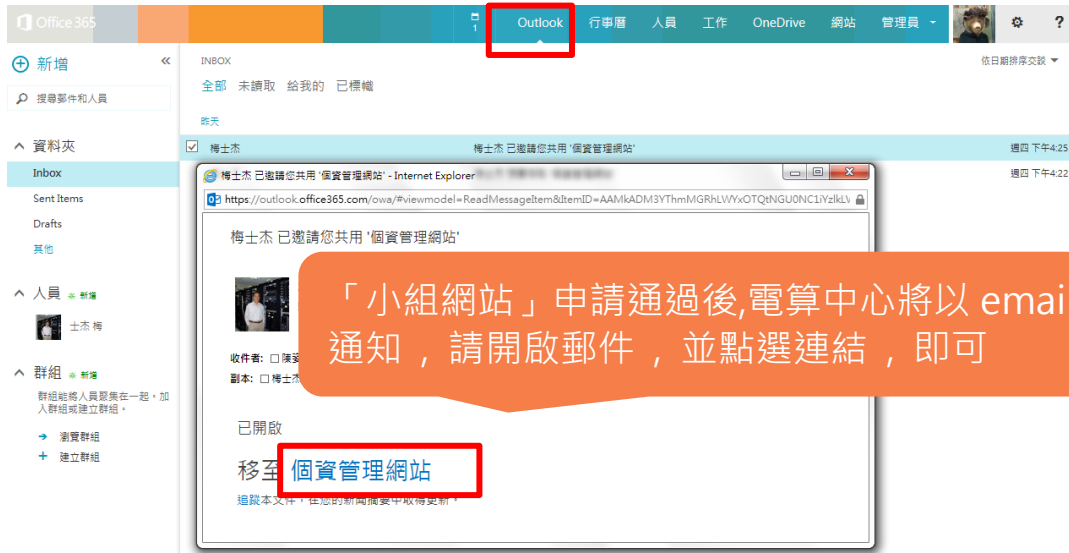 Office 365
1
Outlook 行事曆 人員 工作 OneDrive 網站 管理員
?
新增
«
搜尋郵件和人員
資料夾
Inbox
Sent Items
Drafts
其他
人員 新增
士杰 梅
群組 新增
群組能將人員聚集在一起。加
入群組或建立群組。
瀏覽群組
建立群組
INBOX
依日期排序交談
全部 未讀取 給我的 已標幟
昨天
梅士杰 梅士杰 已邀請您共用 '個資管理網站' 週四 下午4:25
週四 下午4:22
梅士杰 已邀請您共用 '個資管理網站' - Internet Explorer
https://outlook.office365.com/owa/#viewmodel=ReadMessageItem&ItemID=AAMkADM3YThmMGRhLWYxOTQtNGU0NC1iYzlkLV
梅士杰 已邀請您共用 '個資管理網站'
「小組網站」申請通過後,電算中心將以 emai
通知 , 請開啟郵件 , 並點選連結 , 即可
收件者:
副本: 梅士杰
已開啟
移至 個資管理網站
追蹤本文件,在您的新聞摘要中取得更新。